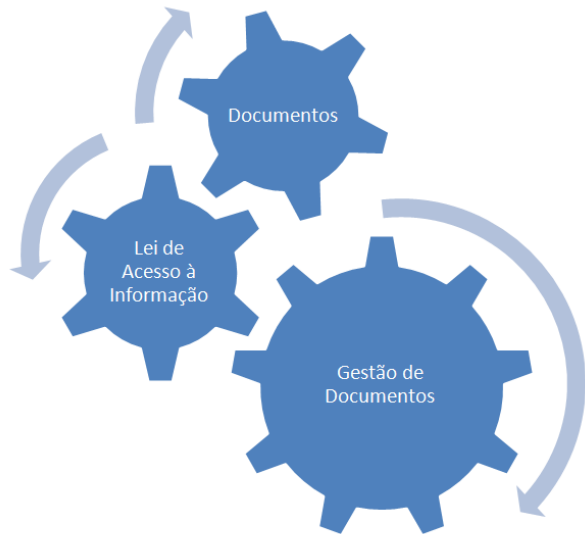 Documentos
Lei de
Acesso à
Informação
Gestão de
Documentos